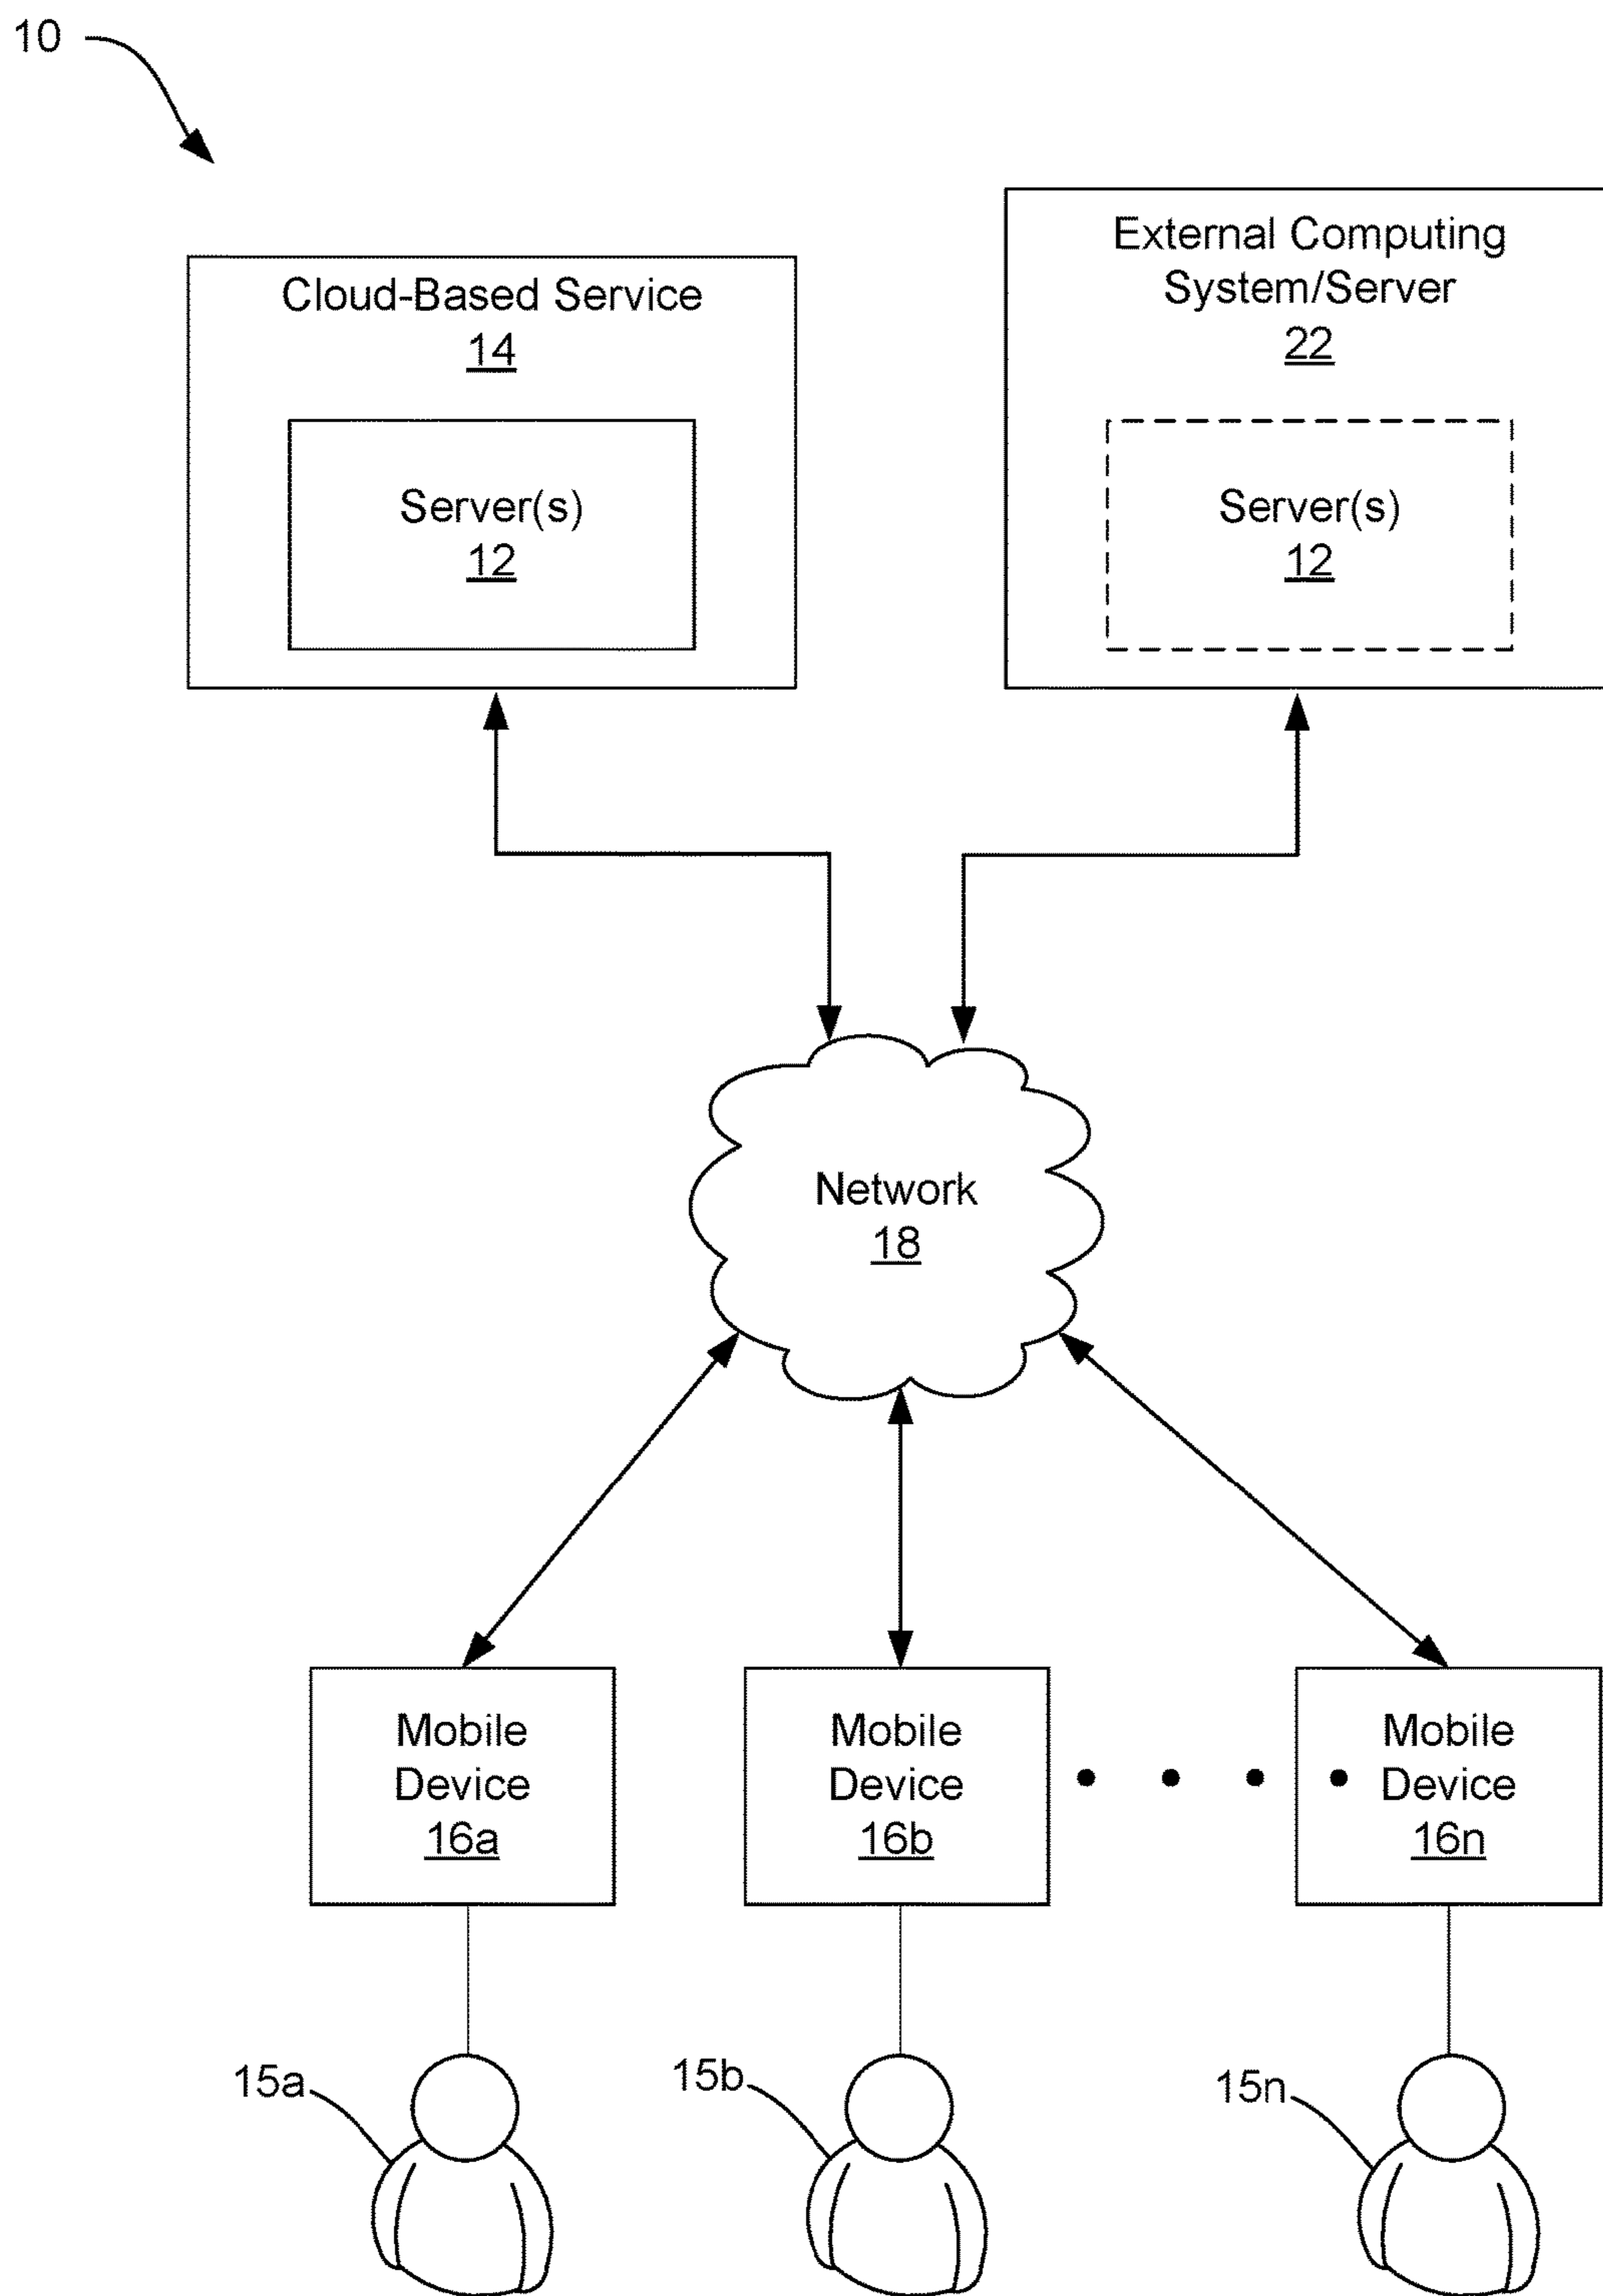 10
Cloud-Based Service
14
Server(s)
12
External Computing
System/Server
22
Server(s)
12
Network
18
Mobile
Device
16a
Mobile
Device
16b
Mobile
Device
16n
15a
15b
15n